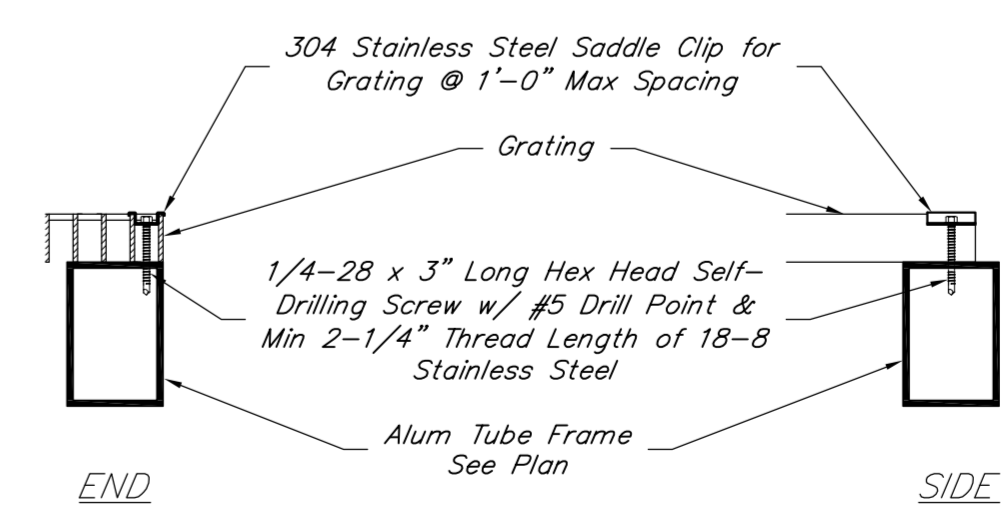 304 Stainless Steel Saddle Clip for
Grating @ 1'-0" Max Spacing
Grating
1/4-28 x 3" Long Hex Head Self-
Drilling Screw w/ #5 Drill Point &
Min 2-1/4" Thread Length of 18-8
Stainless Steel
Alum Tube Frame
See Plan
END
SIDE